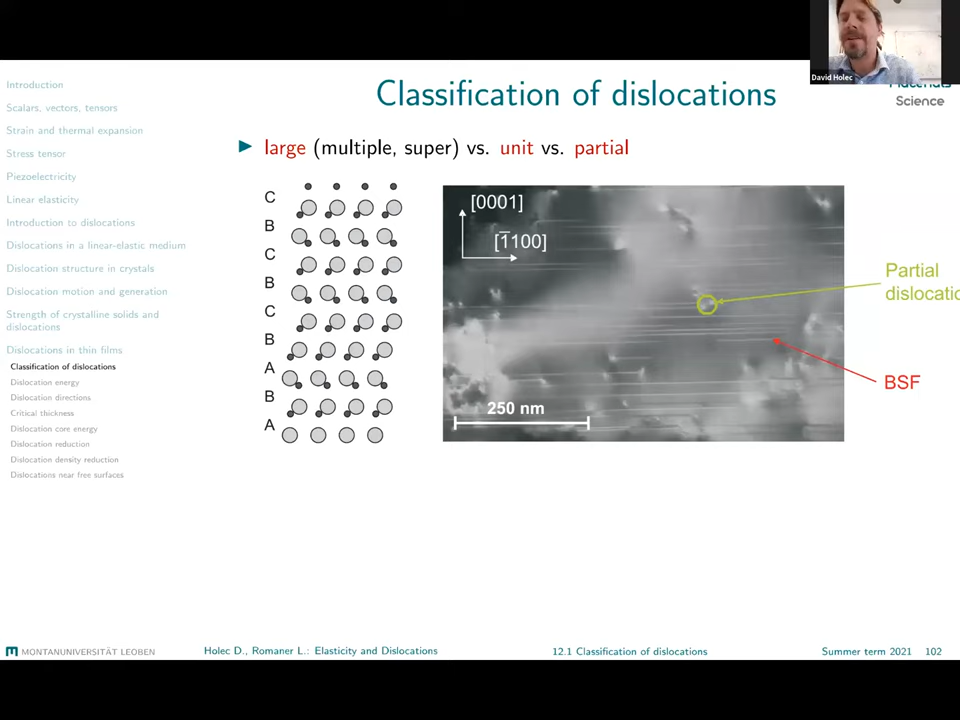 David Holec
Materials
Science
Introduction
Scalars, vectors, tensors
Strain and thermal expansion
Stress tensor
Piezoelectricity
Linear elasticity
Introduction to dislocations
Dislocations in a linear-elastic medium
Dislocation structure in crystals
Dislocation motion and generation
Strength of crystalline solids and
dislocations
Dislocations in thin films
Classification of dislocations
Dislocation energy
Dislocation directions
Critical thickness
Dislocation core energy
Dislocation reduction
Dislocation density reduction
Dislocations near free surfaces
Classification of dislocations
▶ large (multiple, super) vs. unit vs. partial
C
B
C
B
C
B
A
B
A
[0001]
[1̅100]
250 nm
Partial
dislocatic
BSF
MONTANUNIVERSITÄT LEOBEN
Holec D., Romaner L.: Elasticity and Dislocations
12.1 Classification of dislocations
Summer term 2021 102